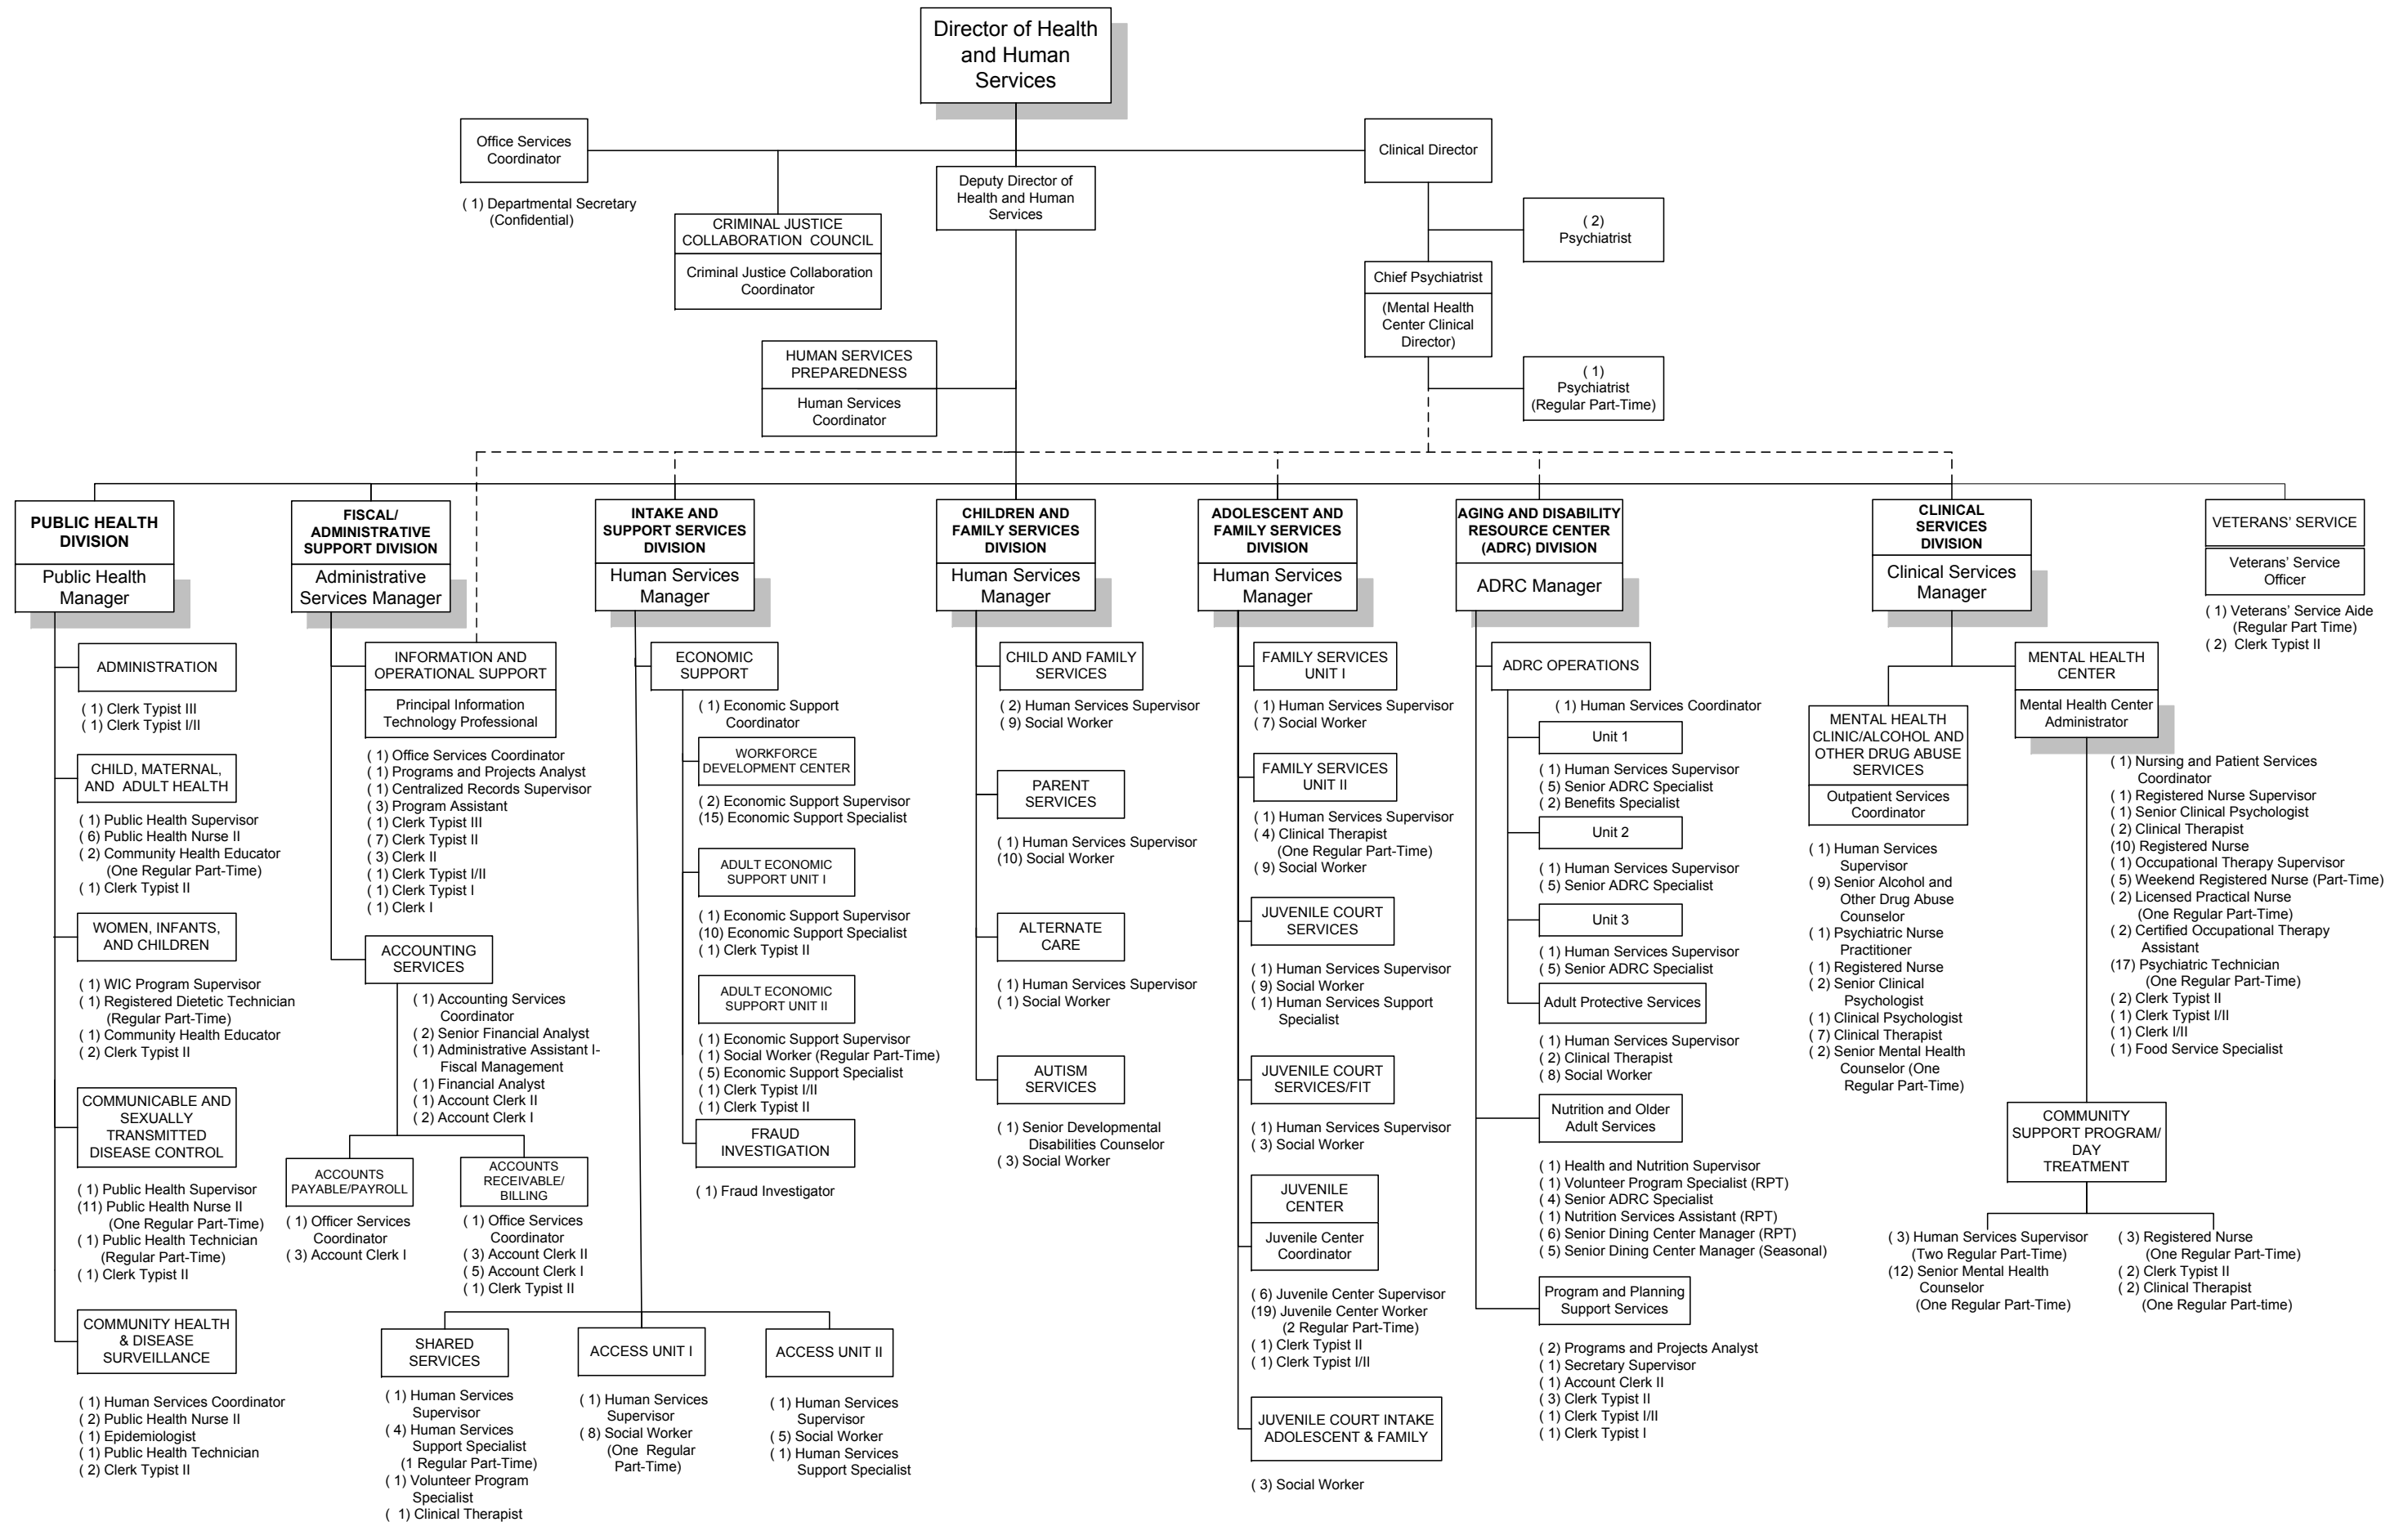 Director of Health
and Human
Services
Office Services
Coordinator
( 1) Departmental Secretary
(Confidential)
CRIMINAL JUSTICE
COLLABORATION  COUNCIL
Criminal Justice Collaboration
Coordinator
Deputy Director of
Health and Human
Services
Clinical Director
( 2)
Psychiatrist
Chief Psychiatrist
(Mental Health
Center Clinical
Director)
( 1)
Psychiatrist
(Regular Part-Time)
HUMAN SERVICES
PREPAREDNESS
Human Services
Coordinator
PUBLIC HEALTH
DIVISION
Public Health
Manager
ADMINISTRATION
( 1) Clerk Typist III
( 1) Clerk Typist I/II
CHILD, MATERNAL,
AND  ADULT HEALTH
( 1) Public Health Supervisor
( 6) Public Health Nurse II
( 2) Community Health Educator
(One Regular Part-Time)
( 1) Clerk Typist II
WOMEN, INFANTS,
AND CHILDREN
( 1) WIC Program Supervisor
( 1) Registered Dietetic Technician
(Regular Part-Time)
( 1) Community Health Educator
( 2) Clerk Typist II
COMMUNICABLE AND
SEXUALLY
TRANSMITTED
DISEASE CONTROL
( 1) Public Health Supervisor
(11) Public Health Nurse II
(One Regular Part-Time)
( 1) Public Health Technician
(Regular Part-Time)
( 1) Clerk Typist II
COMMUNITY HEALTH
& DISEASE
SURVEILLANCE
( 1) Human Services Coordinator
( 2) Public Health Nurse II
( 1) Epidemiologist
( 1) Public Health Technician
( 2) Clerk Typist II
FISCAL/
ADMINISTRATIVE
SUPPORT DIVISION
Administrative
Services Manager
INFORMATION AND
OPERATIONAL SUPPORT
Principal Information
Technology Professional
( 1) Office Services Coordinator
( 1) Programs and Projects Analyst
( 1) Centralized Records Supervisor
( 3) Program Assistant
( 1) Clerk Typist III
( 7) Clerk Typist II
( 3) Clerk II
( 1) Clerk Typist I/II
( 1) Clerk Typist I
( 1) Clerk I
ACCOUNTING
SERVICES
( 1) Accounting Services
Coordinator
( 2) Senior Financial Analyst
( 1) Administrative Assistant I-
Fiscal Management
( 1) Financial Analyst
( 1) Account Clerk II
( 2) Account Clerk I
ACCOUNTS
PAYABLE/PAYROLL
( 1) Officer Services
Coordinator
( 3) Account Clerk I
ACCOUNTS
RECEIVABLE/
BILLING
( 1) Office Services
Coordinator
( 3) Account Clerk II
( 5) Account Clerk I
( 1) Clerk Typist II
INTAKE AND
SUPPORT SERVICES
DIVISION
Human Services
Manager
ECONOMIC
SUPPORT
( 1) Economic Support
Coordinator
WORKFORCE
DEVELOPMENT CENTER
( 2) Economic Support Supervisor
(15) Economic Support Specialist
ADULT ECONOMIC
SUPPORT UNIT I
( 1) Economic Support Supervisor
(10) Economic Support Specialist
( 1) Clerk Typist II
ADULT ECONOMIC
SUPPORT UNIT II
( 1) Economic Support Supervisor
( 1) Social Worker (Regular Part-Time)
( 5) Economic Support Specialist
( 1) Clerk Typist I/II
( 1) Clerk Typist II
FRAUD
INVESTIGATION
( 1) Fraud Investigator
SHARED
SERVICES
( 1) Human Services
Supervisor
( 4) Human Services
Support Specialist
(1 Regular Part-Time)
( 1) Volunteer Program
Specialist
(  1) Clinical Therapist
ACCESS UNIT I
( 1) Human Services
Supervisor
( 8) Social Worker
(One  Regular
Part-Time)
ACCESS UNIT II
( 1) Human Services
Supervisor
( 5) Social Worker
( 1) Human Services
Support Specialist
CHILDREN AND
FAMILY SERVICES
DIVISION
Human Services
Manager
CHILD AND FAMILY
SERVICES
( 2) Human Services Supervisor
( 9) Social Worker
PARENT
SERVICES
( 1) Human Services Supervisor
(10) Social Worker
ALTERNATE
CARE
( 1) Human Services Supervisor
( 1) Social Worker
AUTISM
SERVICES
( 1) Senior Developmental
Disabilities Counselor
( 3) Social Worker
ADOLESCENT AND
FAMILY SERVICES
DIVISION
Human Services
Manager
FAMILY SERVICES
UNIT I
( 1) Human Services Supervisor
( 7) Social Worker
FAMILY SERVICES
UNIT II
( 1) Human Services Supervisor
( 4) Clinical Therapist
(One Regular Part-Time)
( 9) Social Worker
JUVENILE COURT
SERVICES
( 1) Human Services Supervisor
( 9) Social Worker
( 1) Human Services Support
Specialist
JUVENILE COURT
SERVICES/FIT
( 1) Human Services Supervisor
( 3) Social Worker
JUVENILE
CENTER
Juvenile Center
Coordinator
( 6) Juvenile Center Supervisor
(19) Juvenile Center Worker
(2 Regular Part-Time)
( 1) Clerk Typist II
( 1) Clerk Typist I/II
JUVENILE COURT INTAKE
ADOLESCENT & FAMILY
( 3) Social Worker
AGING AND DISABILITY
RESOURCE CENTER
(ADRC) DIVISION
ADRC Manager
ADRC OPERATIONS
( 1) Human Services Coordinator
Unit 1
( 1) Human Services Supervisor
( 5) Senior ADRC Specialist
( 2) Benefits Specialist
Unit 2
( 1) Human Services Supervisor
( 5) Senior ADRC Specialist
Unit 3
( 1) Human Services Supervisor
( 5) Senior ADRC Specialist
Adult Protective Services
( 1) Human Services Supervisor
( 2) Clinical Therapist
( 8) Social Worker
Nutrition and Older
Adult Services
( 1) Health and Nutrition Supervisor
( 1) Volunteer Program Specialist (RPT)
( 4) Senior ADRC Specialist
( 1) Nutrition Services Assistant (RPT)
( 6) Senior Dining Center Manager (RPT)
( 5) Senior Dining Center Manager (Seasonal)
Program and Planning
Support Services
( 2) Programs and Projects Analyst
( 1) Secretary Supervisor
( 1) Account Clerk II
( 3) Clerk Typist II
( 1) Clerk Typist I/II
( 1) Clerk Typist I
CLINICAL
SERVICES
DIVISION
Clinical Services
Manager
MENTAL HEALTH
CLINIC/ALCOHOL AND
OTHER DRUG ABUSE
SERVICES
Outpatient Services
Coordinator
( 1) Human Services
Supervisor
( 9) Senior Alcohol and
Other Drug Abuse
Counselor
( 1) Psychiatric Nurse
Practitioner
( 1) Registered Nurse
( 2) Senior Clinical
Psychologist
( 1) Clinical Psychologist
( 7) Clinical Therapist
( 2) Senior Mental Health
Counselor (One
Regular Part-Time)
MENTAL HEALTH
CENTER
Mental Health Center
Administrator
( 1) Nursing and Patient Services
Coordinator
( 1) Registered Nurse Supervisor
( 1) Senior Clinical Psychologist
( 2) Clinical Therapist
(10) Registered Nurse
( 1) Occupational Therapy Supervisor
( 5) Weekend Registered Nurse (Part-Time)
( 2) Licensed Practical Nurse
(One Regular Part-Time)
( 2) Certified Occupational Therapy
Assistant
(17) Psychiatric Technician
(One Regular Part-Time)
( 2) Clerk Typist II
( 1) Clerk Typist I/II
( 1) Clerk I/II
( 1) Food Service Specialist
COMMUNITY
SUPPORT PROGRAM/
DAY
TREATMENT
( 3) Human Services Supervisor
(Two Regular Part-Time)
(12) Senior Mental Health
Counselor
(One Regular Part-Time)
( 3) Registered Nurse
(One Regular Part-Time)
( 2) Clerk Typist II
( 2) Clinical Therapist
(One Regular Part-time)
VETERANS' SERVICE
Veterans' Service
Officer
( 1) Veterans' Service Aide
(Regular Part Time)
( 2)  Clerk Typist II